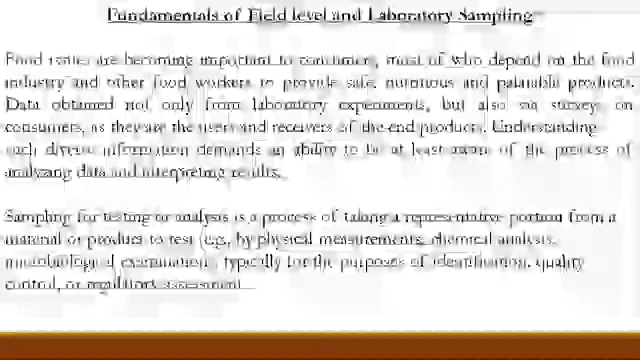 Fundamentals of Field level and Laboratory Sampling
Food issues are becoming important to consumers, most of who depend on the food
industry and other food workers to provide safe, nutritious and palatable products.
Data obtained not only from laboratory experiments, but also via surveys on
consumers, as they are the users and receivers of the end products. Understanding
such diverse information demands an ability to be at least aware of the process of
analyzing data and interpreting results.
Sampling for testing or analysis is a process of taking a representative portion from a
material or product to test (e.g., by physical measurements, chemical analysis,
microbiological examination), typically for the purposes of identification, quality
control, or regulatory assessment.